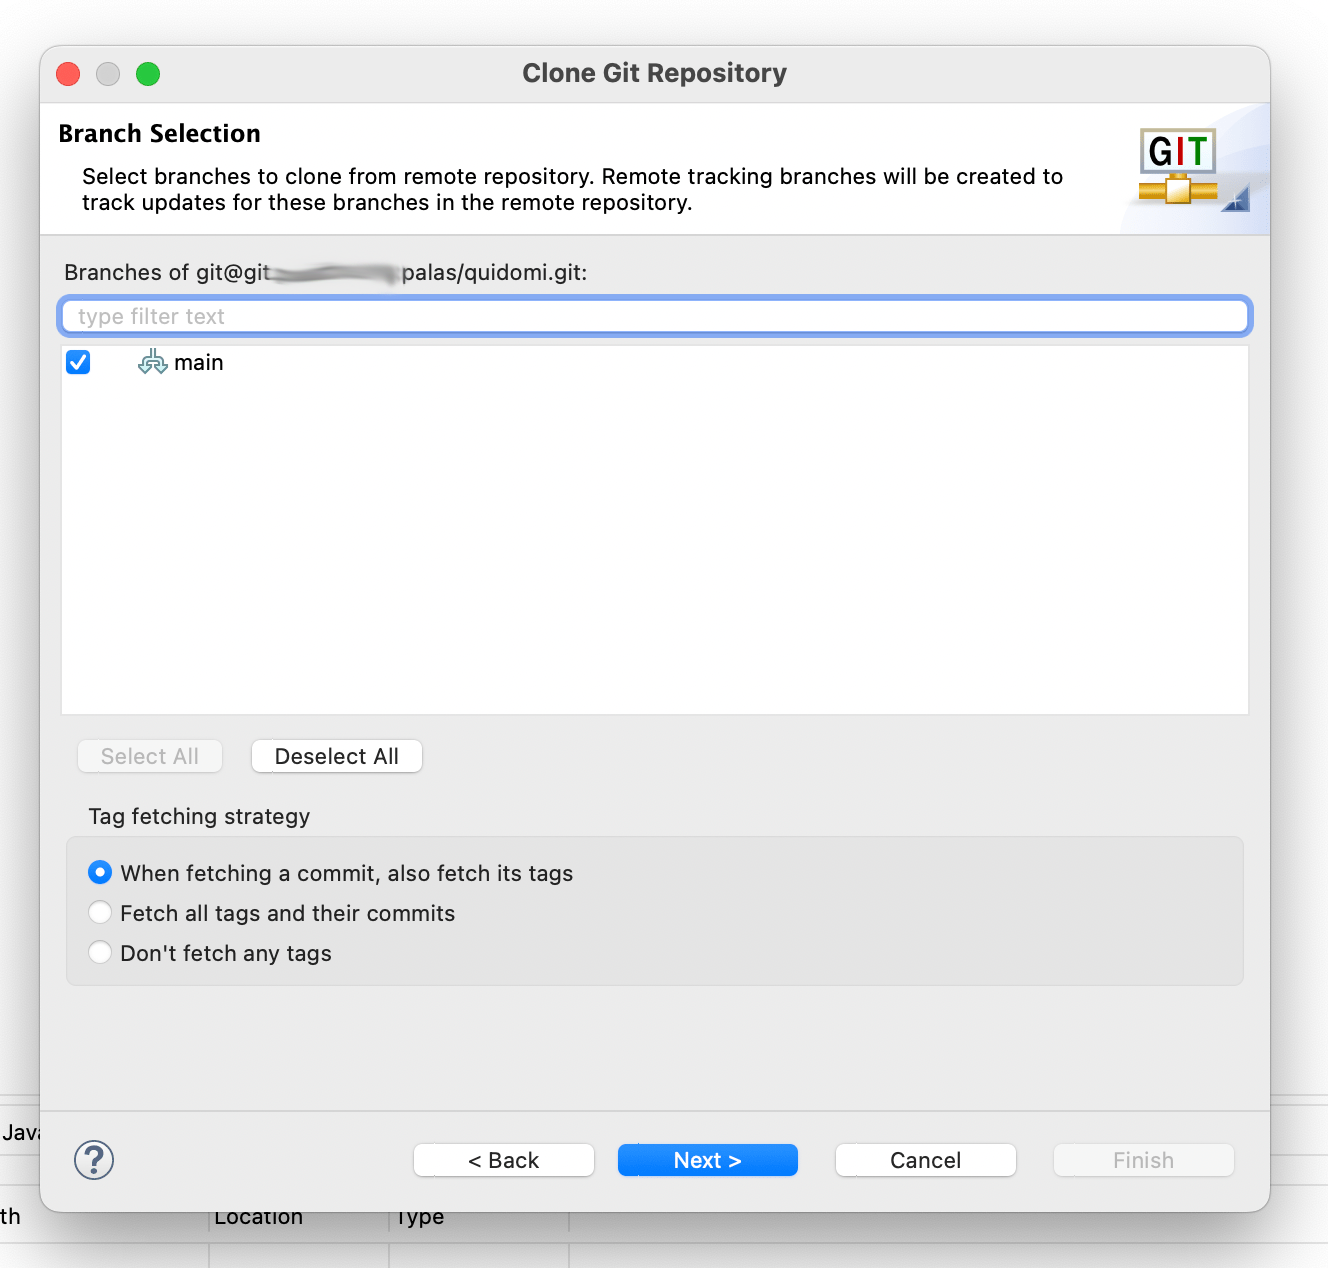 Clone Git Repository
Branch Selection
GIT
Select branches to clone from remote repository. Remote tracking branches will be created to
track updates for these branches in the remote repository.
Branches of git@git palas/quidomi.git:
type filter text
main
Select All Deselect All
Tag fetching strategy
When fetching a commit, also fetch its tags
Fetch all tags and their commits
Don't fetch any tags
Java
? < Back Next > Cancel Finish
th Location Type